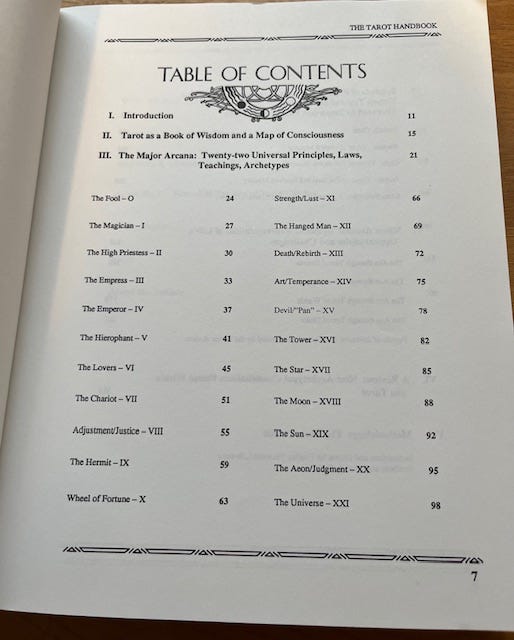 THE TAROT HANDBOOK
TABLE OF CONTENTS
I. Introduction 11
II. Tarot as a Book of Wisdom and a Map of Consciousness 15
III. The Major Arcana: Twenty-two Universal Principles, Laws, 21
Teachings, Archetypes
The Fool – O 24
The Magician – I 27
The High Priestess – II 30
The Empress – III 33
The Emperor – IV 37
The Hierophant – V 41
The Lovers – VI 45
The Chariot – VII 51
Adjustment/Justice – VIII 55
The Hermit – IX 59
Wheel of Fortune – X 63
Strength/Lust – XI 66
The Hanged Man – XII 69
Death/Rebirth – XIII 72
Art/Temperance – XIV 75
Devil/"Pan" – XV 78
The Tower – XVI 82
The Star – XVII 85
The Moon – XVIII 88
The Sun – XIX 92
The Aeon/Judgment – XX 95
The Universe – XXI 98
7